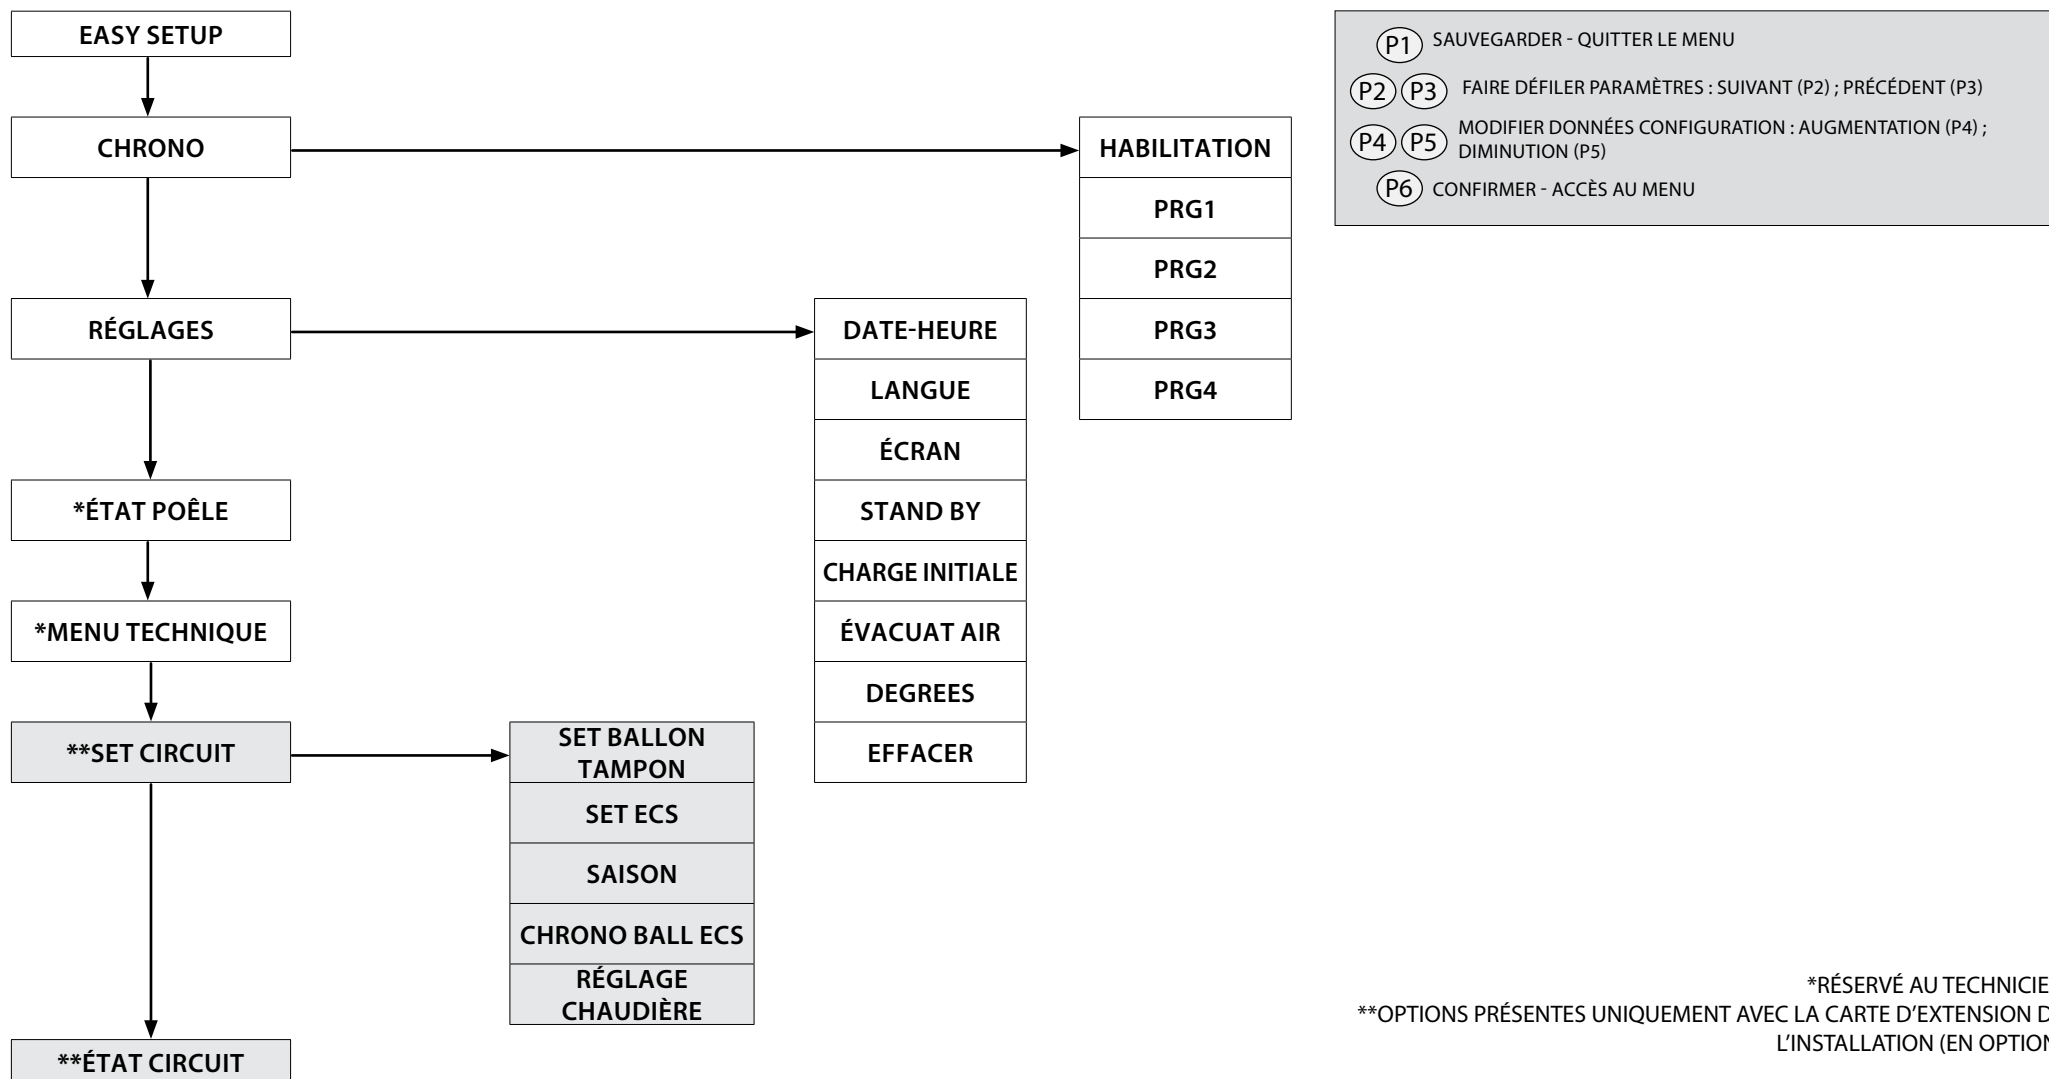 EASY SETUP
CHRONO
RÉGLAGES
*ÉTAT POÊLE
*MENU TECHNIQUE
**SET CIRCUIT
**ÉTAT CIRCUIT
SET BALLON
TAMPON
SET ECS
SAISON
CHRONO BALL ECS
RÉGLAGE
CHAUDIÈRE
DATE-HEURE
LANGUE
ÉCRAN
STAND BY
CHARGE INITIALE
ÉVACUAT AIR
DEGREES
EFFACER
HABILITATION
PRG1
PRG2
PRG3
PRG4
P1 SAUVEGARDER - QUITTER LE MENU
P2 P3 FAIRE DÉFILER PARAMÈTRES : SUIVANT (P2) ; PRÉCÉDENT (P3)
P4 P5 MODIFIER DONNÉES CONFIGURATION : AUGMENTATION (P4) ;
DIMINUTION (P5)
P6 CONFIRMER - ACCÈS AU MENU
*RÉSERVÉ AU TECHNICIE
**OPTIONS PRÉSENTES UNIQUEMENT AVEC LA CARTE D'EXTENSION D
L'INSTALLATION (EN OPTION